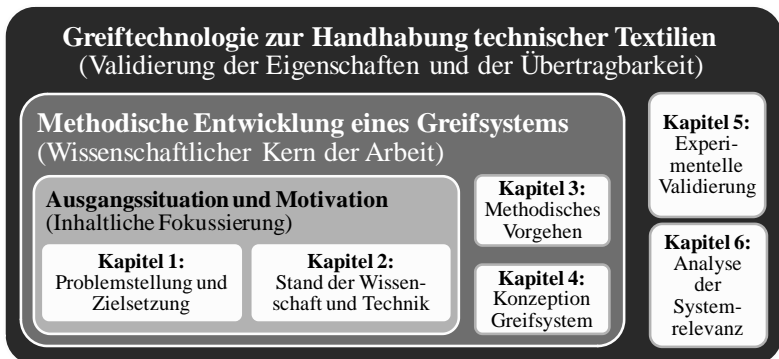 Greiftechnologie zur Handhabung technischer Textilien
(Validierung der Eigenschaften und der Übertragbarkeit)
Methodische Entwicklung eines Greifsystems
(Wissenschaftlicher Kern der Arbeit)
Ausgangssituation und Motivation
(Inhaltliche Fokussierung)
Kapitel 1:
Problemstellung und
Zielsetzung
Kapitel 2:
Stand der Wissen-
schaft und Technik
Kapitel 3:
Methodisches
Vorgehen
Kapitel 4:
Konzeption
Greifsystem
Kapitel 5:
Experi-
mentelle
Validierung
Kapitel 6:
Analyse
der
System-
relevanz